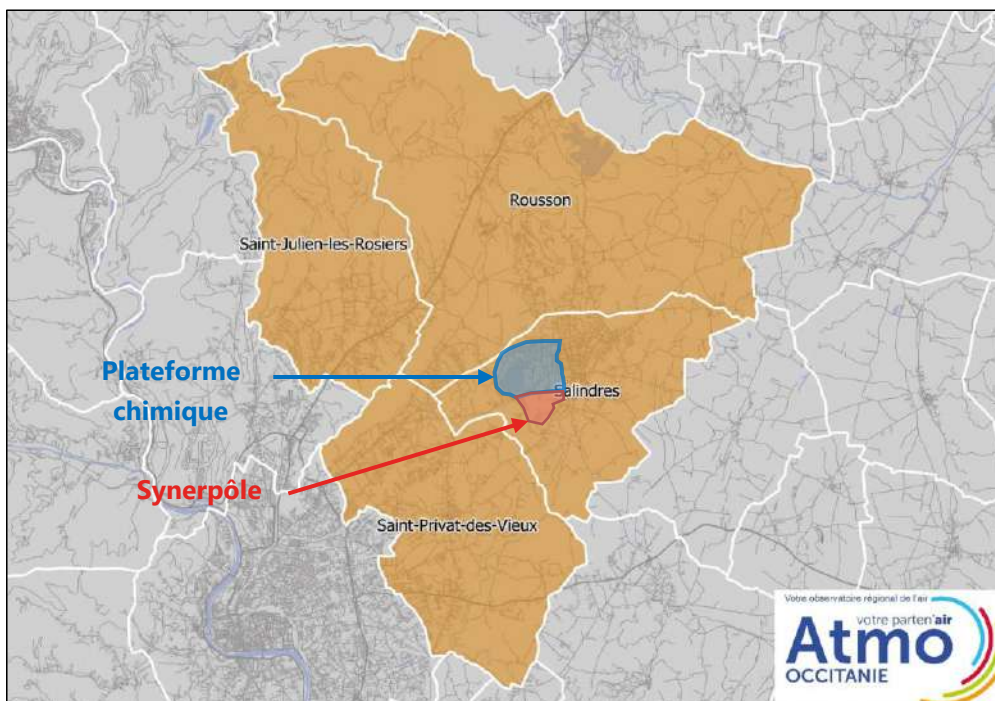 Rousson
Saint-Julien-les-Rosiers
Plateforme
chimique
Salindres
Synerpôle
Saint-Privat-des-Vieux
Votre observatoire régional de l'air
votre parten'air
Atmo
OCCITANIE